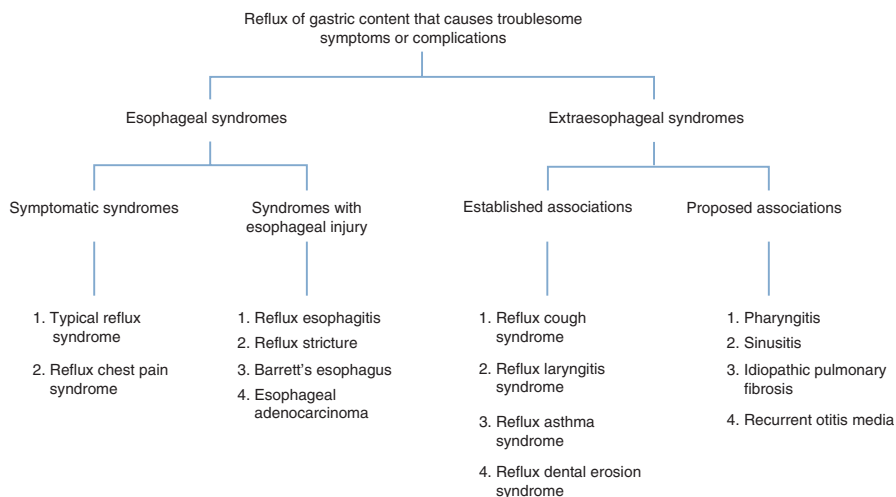 Reflux of gastric content that causes troublesome
symptoms or complications
Esophageal syndromes
Extraesophageal syndromes
Symptomatic syndromes
Syndromes with
esophageal injury
Established associations
Proposed associations
1. Typical reflux
syndrome
2. Reflux chest pain
syndrome
1. Reflux esophagitis
2. Reflux stricture
3. Barrett's esophagus
4. Esophageal
adenocarcinoma
1. Reflux cough
syndrome
2. Reflux laryngitis
syndrome
3. Reflux asthma
syndrome
4. Reflux dental erosion
syndrome
1. Pharyngitis
2. Sinusitis
3. Idiopathic pulmonary
fibrosis
4. Recurrent otitis media